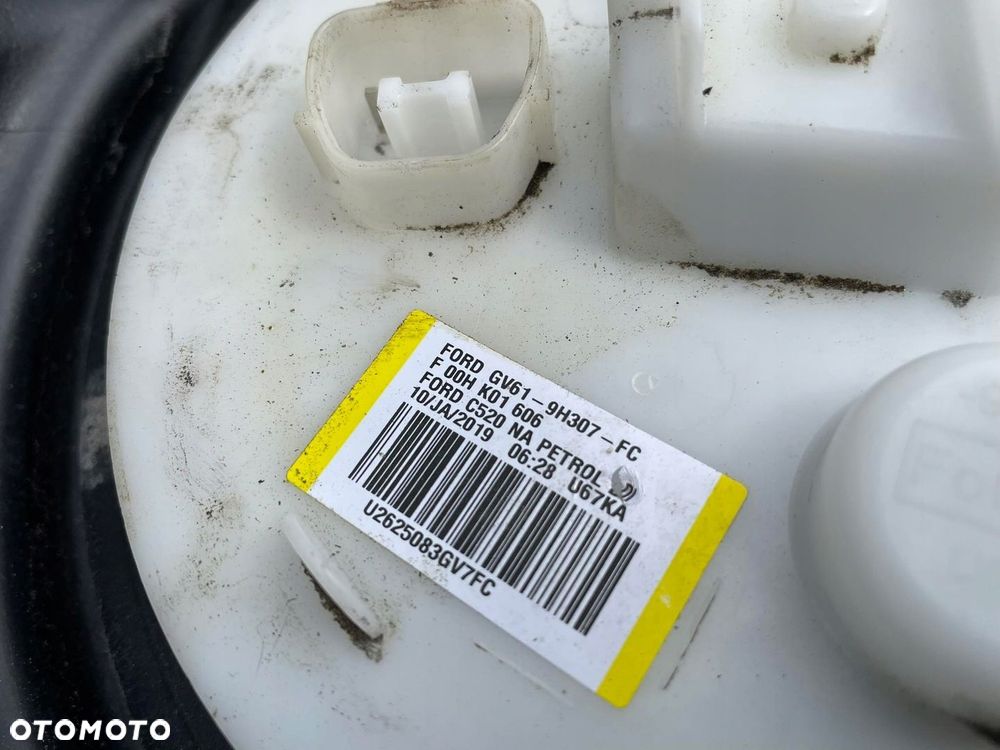 FORD GV61-9H307-FC
F 00H K01 606
FORD C520 NA PETROL
10/JA/2019 06:28 U67KA
U2625083GV7FC
OTOMOTO